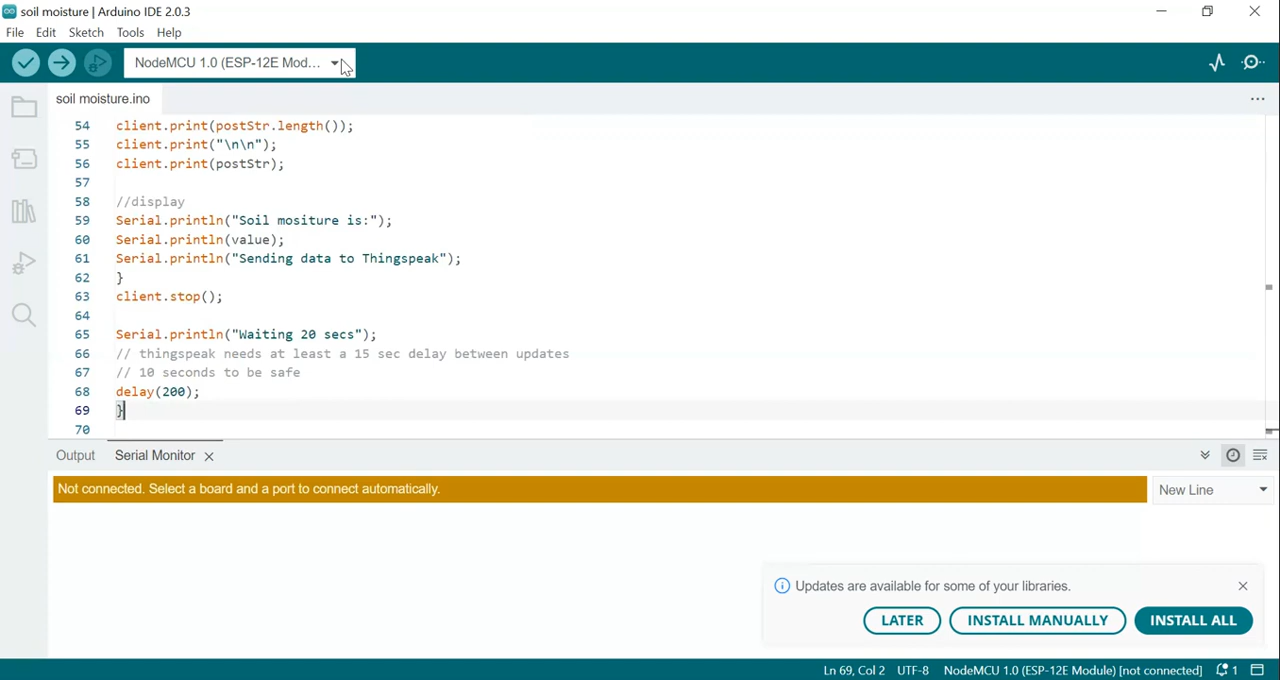 soil moisture | Arduino IDE 2.0.3
File Edit Sketch Tools Help
NodeMCU 1.0 (ESP-12E Mod...
soil moisture.ino
54 client.print(postStr.length());
55 client.print("\n\n");
56 client.print(postStr);
57
58 //display
59 Serial.println("Soil mositure is:");
60 Serial.println(value);
61 Serial.println("Sending data to Thingspeak");
62 }
63 client.stop();
64
65 Serial.println("Waiting 20 secs");
66 // thingspeak needs at least a 15 sec delay between updates
67 // 10 seconds to be safe
68 delay(200);
69 }
70
Output Serial Monitor
Not connected. Select a board and a port to connect automatically.
New Line
Updates are available for some of your libraries.
LATER INSTALL MANUALLY INSTALL ALL
Ln 69, Col 2 UTF-8 NodeMCU 1.0 (ESP-12E Module) [not connected] 1